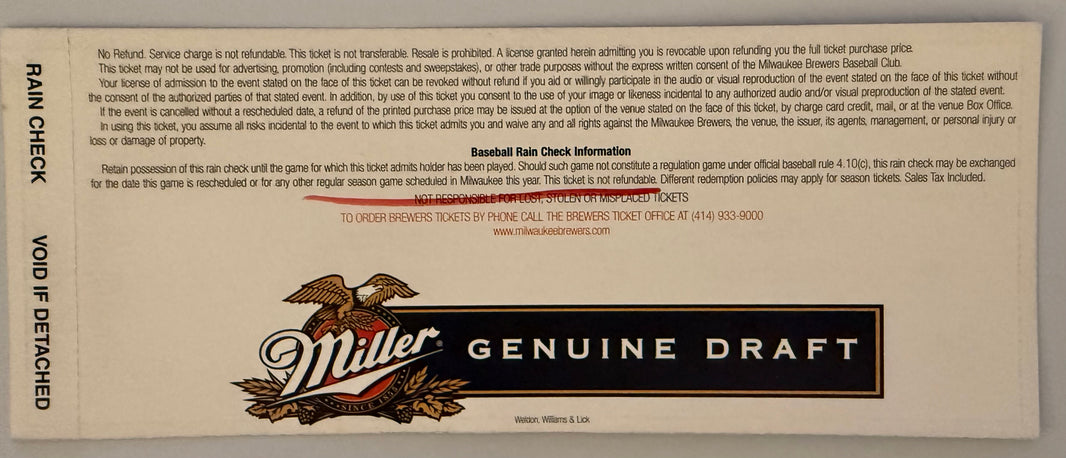 No Refund. Service charge is not refundable. This ticket is not transferable. Resale is prohibited. A license granted herein admitting you is revocable upon refunding you the full ticket purchase price.
This ticket may not be used for advertising, promotion (including contests and sweepstakes), or other trade purposes without the express written consent of the Milwaukee Brewers Baseball Club.
Your license of admission to the event stated on the face of this ticket can be revoked without refund if you aid or willingly participate in the audio or visual reproduction of the event stated on the face of this ticket without
the consent of the authorized parties of that stated event. In addition, by use of this ticket you consent to the use of your image or likeness incidental to any authorized audio and/or visual preproduction of the stated event.
If the event is cancelled without a rescheduled date, a refund of the printed purchase price may be issued at the option of the venue stated on the face of this ticket, by charge card credit, mail, or at the venue Box Office.
In using this ticket, you assume all risks incidental to the event to which this ticket admits you and waive any and all rights against the Milwaukee Brewers, the venue, the issuer, its agents, management, or personal injury or
loss or damage of property.
Baseball Rain Check Information
Retain possession of this rain check until the game for which this ticket admits holder has been played. Should such game not constitute a regulation game under official baseball rule 4.10(c), this rain check may be exchanged
for the date this game is rescheduled or for any other regular season game scheduled in Milwaukee this year. This ticket is not refundable. Different redemption policies may apply for season tickets. Sales Tax Included.
NOT RESPONSIBLE FOR LOST, STOLEN OR MISPLACED TICKETS
TO ORDER BREWERS TICKETS BY PHONE CALL THE BREWERS TICKET OFFICE AT (414) 933-9000
www.milwaukeebrewers.com
RAIN CHECK VOID IF DETACHED
Miller®
GENUINE DRAFT
SINCE 1855
Weldon, Williams & Lick